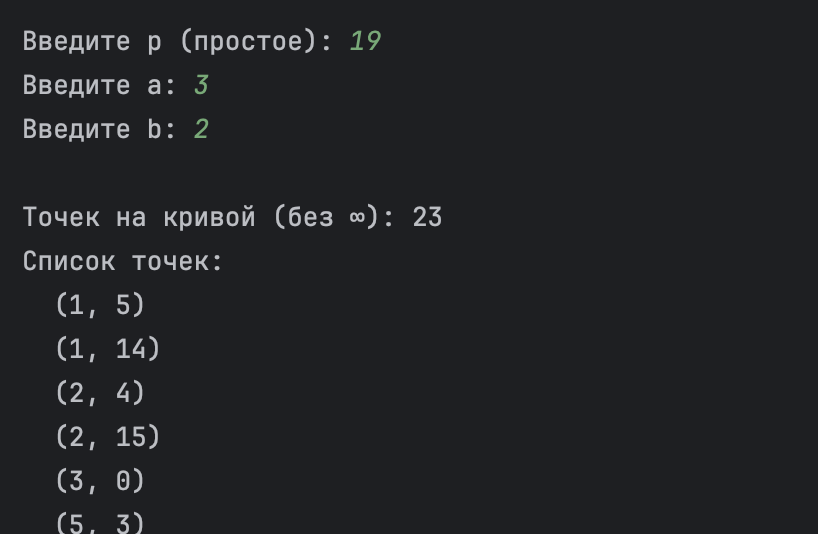 Введите p (простое): 19
Введите a: 3
Введите b: 2
Точек на кривой (без ∞): 23
Список точек:
(1, 5)
(1, 14)
(2, 4)
(2, 15)
(3, 0)
(5, 3)